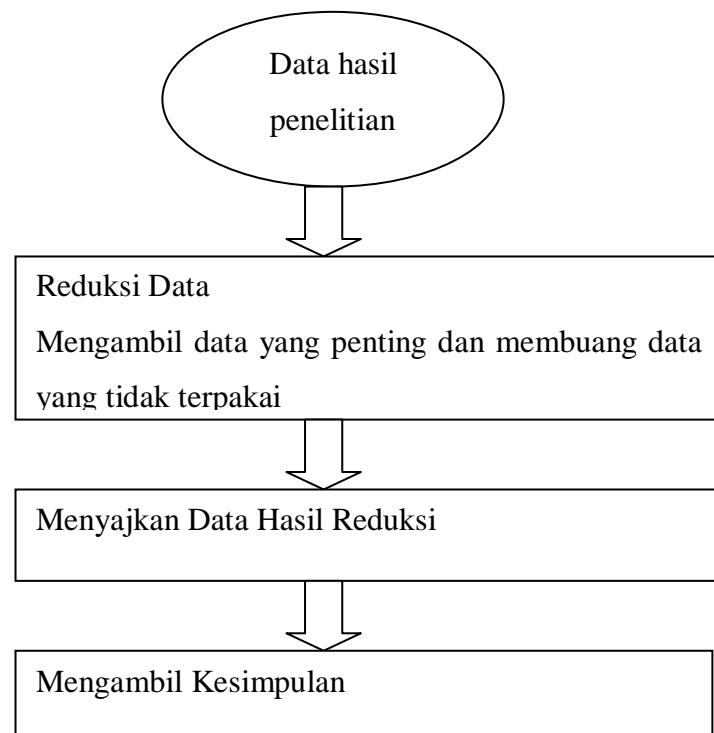 Data hasil
penelitian
Reduksi Data
Mengambil data yang penting dan membuang data
yang tidak terpakai
Menyajkan Data Hasil Reduksi
Mengambil Kesimpulan